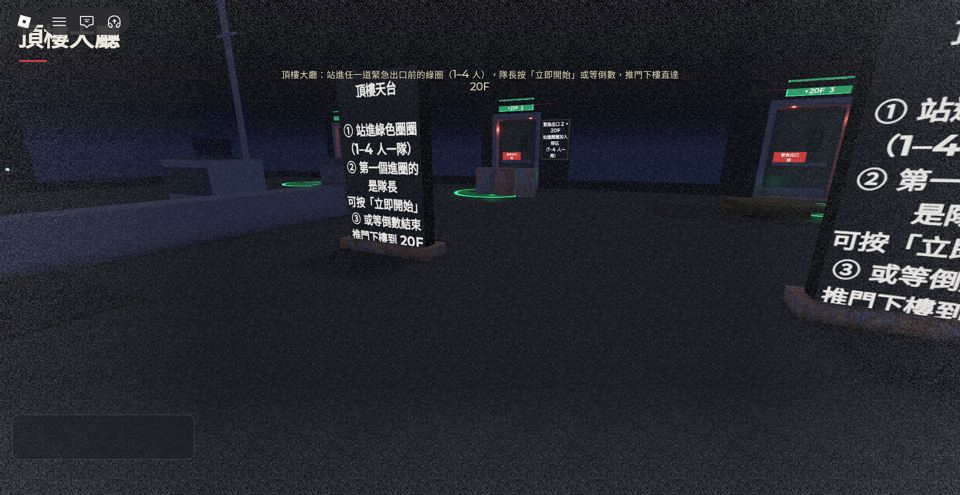 頂樓大廳
頂樓大廳：站進任一道緊急出口前的綠圈（1–4 人），隊長按「立即開始」或等倒數，推門下樓直達
20F
頂樓天台
① 站進綠色圈圈
（1–4 人一隊）
② 第一個進圈的
是隊長
可按「立即開始」
③ 或等倒數結束
推門下樓到 20F
+20F 2
緊急出口 2 •
20F
+20F 3
緊急出口
① 站進
（1–4
② 第一
是隊
可按「立
③ 或等倒
推門下樓到